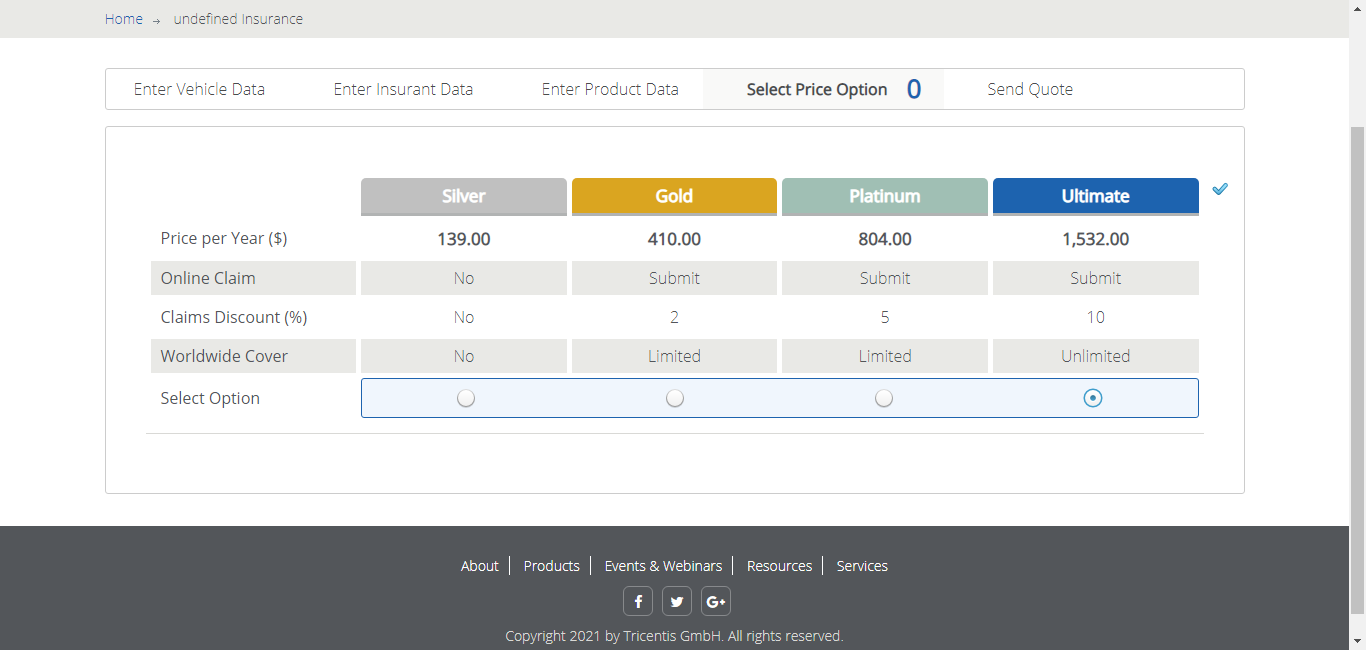 Home → undefined Insurance
Enter Vehicle Data Enter Insurant Data Enter Product Data Select Price Option 0 Send Quote
Silver Gold Platinum Ultimate
Price per Year ($) 139.00 410.00 804.00 1,532.00
Online Claim No Submit Submit Submit
Claims Discount (%) No 2 5 10
Worldwide Cover No Limited Limited Unlimited
Select Option
About Products Events & Webinars Resources Services
f G+
Copyright 2021 by Tricentis GmbH. All rights reserved.